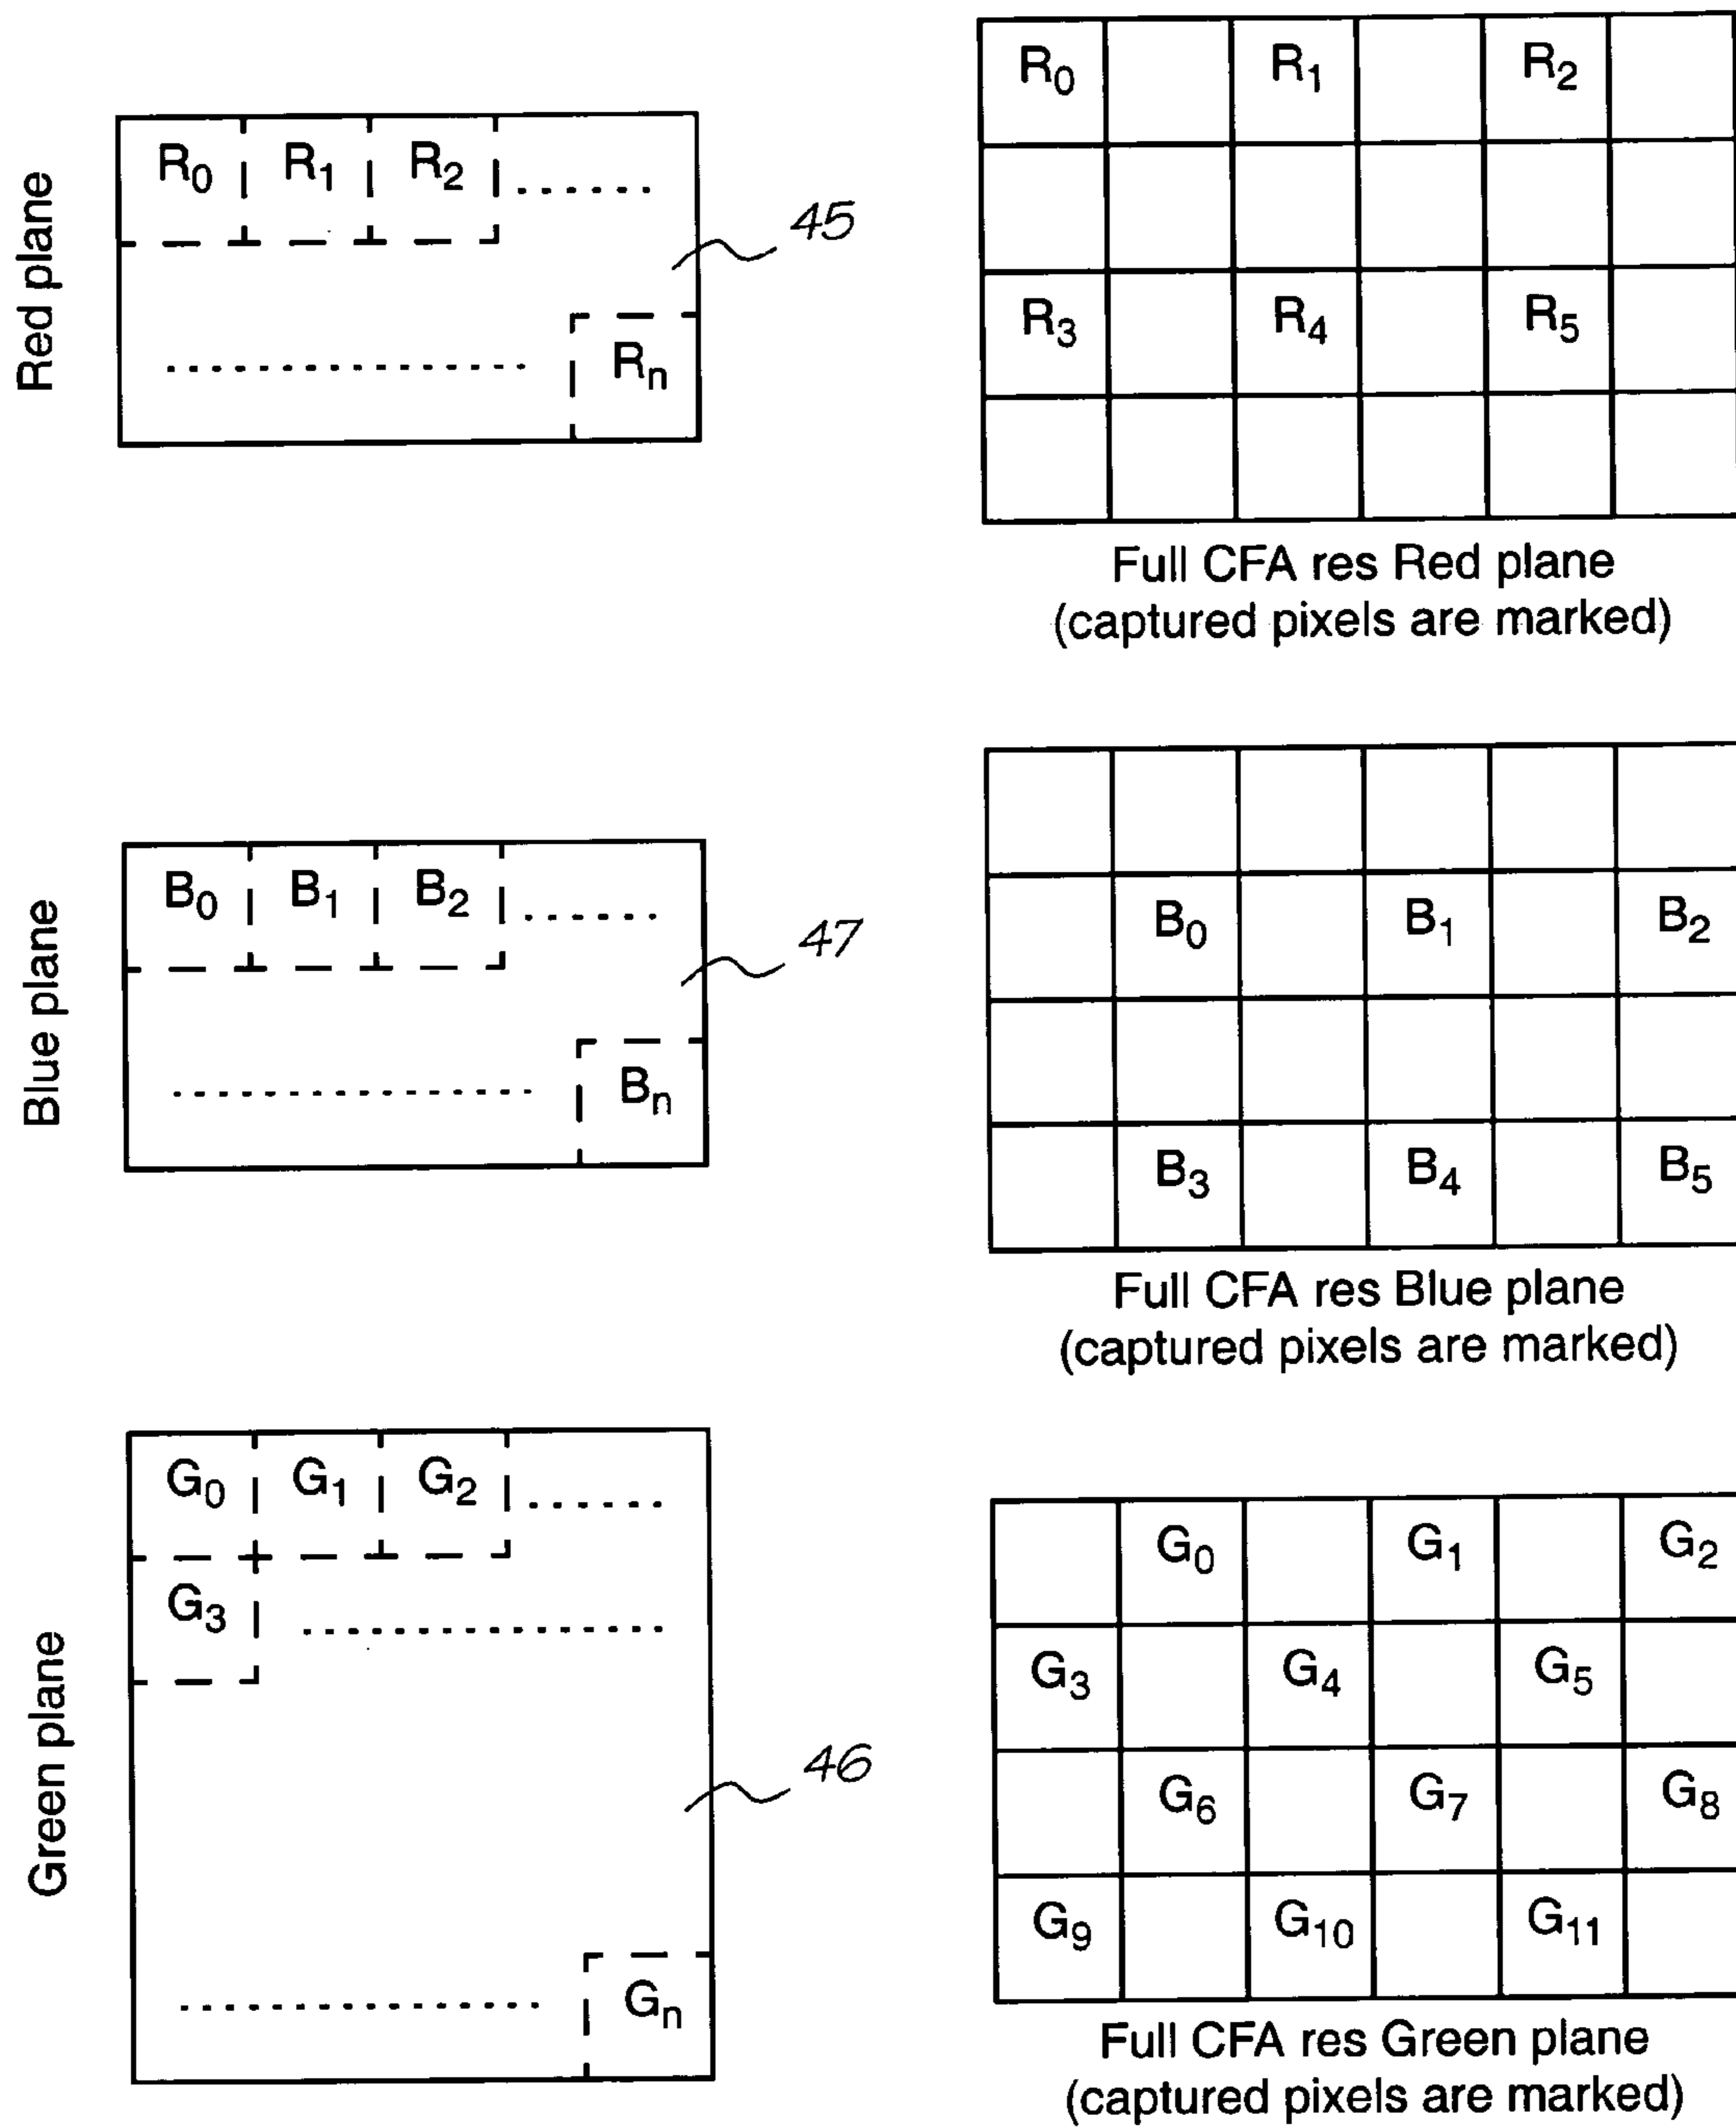 Red plane
R0 R1 R2 ......
45
.................. Rn
R0 R1 R2
R3 R4 R5
Full CFA res Red plane
(captured pixels are marked)
Blue plane
B0 B1 B2 ......
47
.................. Bn
B0 B1 B2
B3 B4 B5
Full CFA res Blue plane
(captured pixels are marked)
Green plane
G0 G1 G2 ......
G3 ..................
46
.................. Gn
G0 G1 G2
G3 G4 G5
G6 G7 G8
G9 G10 G11
Full CFA res Green plane
(captured pixels are marked)